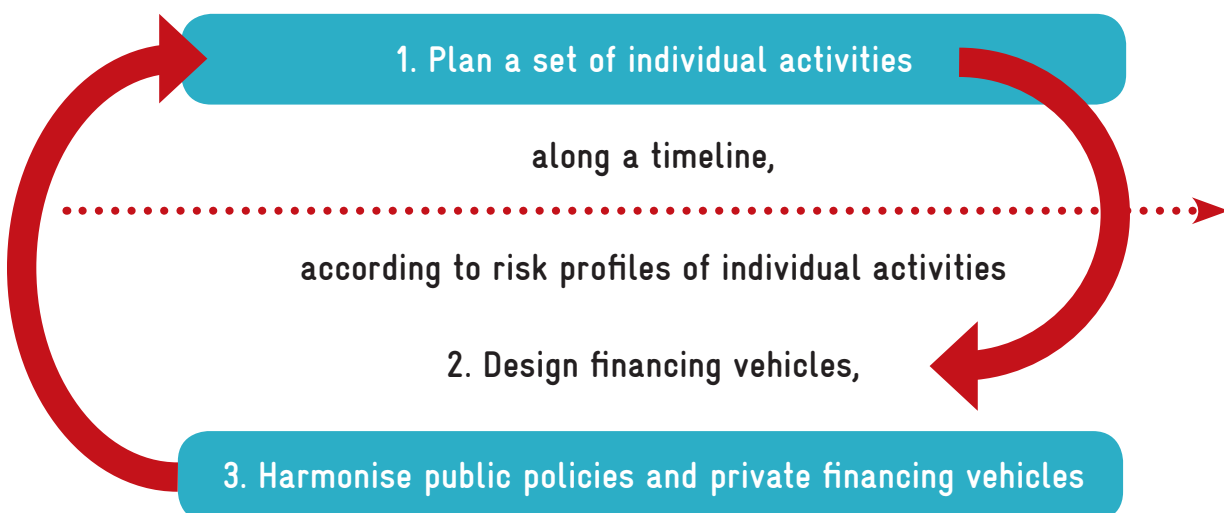 1. Plan a set of individual activities
along a timeline,
according to risk profiles of individual activities
2. Design financing vehicles,
3. Harmonise public policies and private financing vehicles